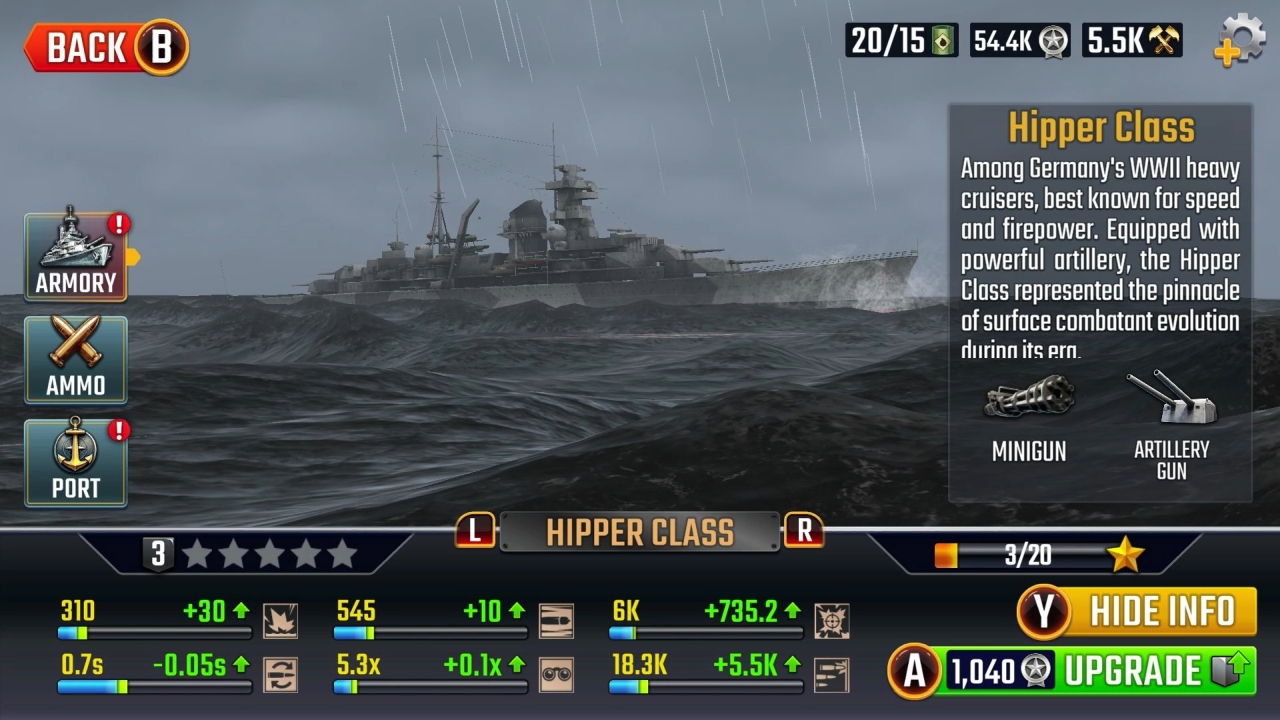 BACK B
20/15
54.4K
5.5K
Hipper Class
Among Germany's WWII heavy
cruisers, best known for speed
and firepower. Equipped with
powerful artillery, the Hipper
Class represented the pinnacle
of surface combatant evolution
during its era.
MINIGUN
ARTILLERY
GUN
!
ARMORY
AMMO
!
PORT
L HIPPER CLASS R
3
3/20
310 +30
545 +10
6K +735.2
0.7s -0.05s
5.3x +0.1x
18.3K +5.5K
Y HIDE INFO
A 1,040 UPGRADE